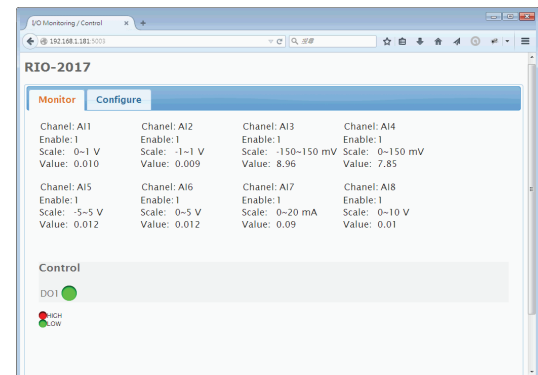 I/O Monitoring / Control
192.168.1.181:5003
RIO-2017
Monitor Configure
Chanel: AI1 Chanel: AI2 Chanel: AI3 Chanel: AI4
Enable: 1 Enable: 1 Enable: 1 Enable: 1
Scale: 0~1 V Scale: -1~1 V Scale: -150~150 mV Scale: 0~150 mV
Value: 0.010 Value: 0.009 Value: 8.96 Value: 7.85
Chanel: AI5 Chanel: AI6 Chanel: AI7 Chanel: AI8
Enable: 1 Enable: 1 Enable: 1 Enable: 1
Scale: -5~5 V Scale: 0~5 V Scale: 0~20 mA Scale: 0~10 V
Value: 0.012 Value: 0.012 Value: 0.09 Value: 0.01
Control
DO1
HIGH
LOW